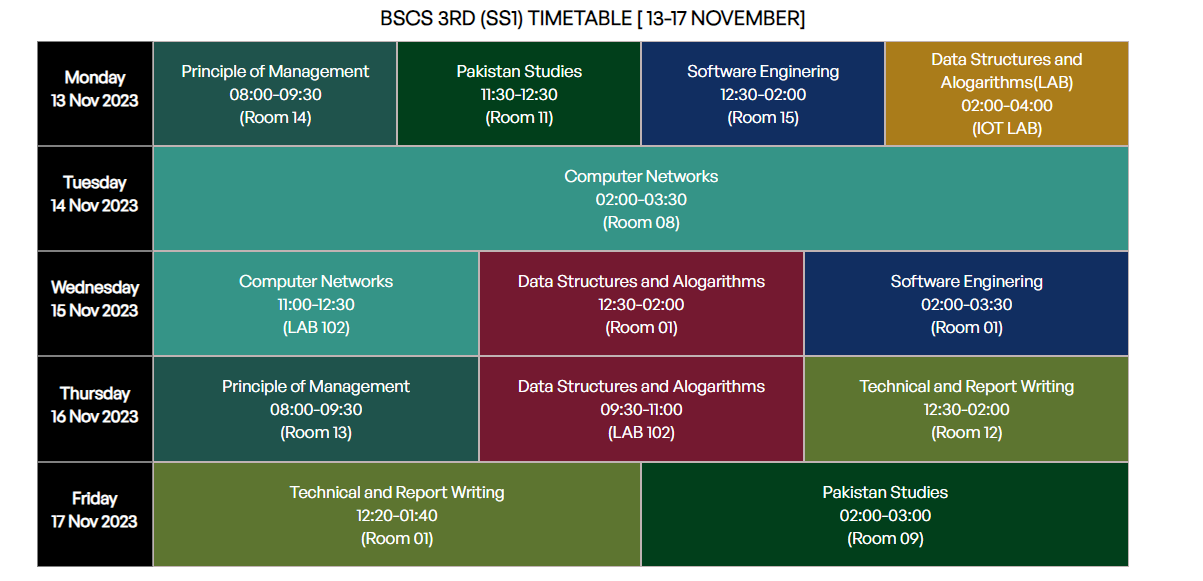 BSCS 3RD (SS1) TIMETABLE [ 13-17 NOVEMBER]
Monday
13 Nov 2023
Principle of Management
08:00-09:30
(Room 14)
Pakistan Studies
11:30-12:30
(Room 11)
Software Enginering
12:30-02:00
(Room 15)
Data Structures and
Alogarithms(LAB)
02:00-04:00
(IOT LAB)
Tuesday
14 Nov 2023
Computer Networks
02:00-03:30
(Room 08)
Wednesday
15 Nov 2023
Computer Networks
11:00-12:30
(LAB 102)
Data Structures and Alogarithms
12:30-02:00
(Room 01)
Software Enginering
02:00-03:30
(Room 01)
Thursday
16 Nov 2023
Principle of Management
08:00-09:30
(Room 13)
Data Structures and Alogarithms
09:30-11:00
(LAB 102)
Technical and Report Writing
12:30-02:00
(Room 12)
Friday
17 Nov 2023
Technical and Report Writing
12:20-01:40
(Room 01)
Pakistan Studies
02:00-03:00
(Room 09)